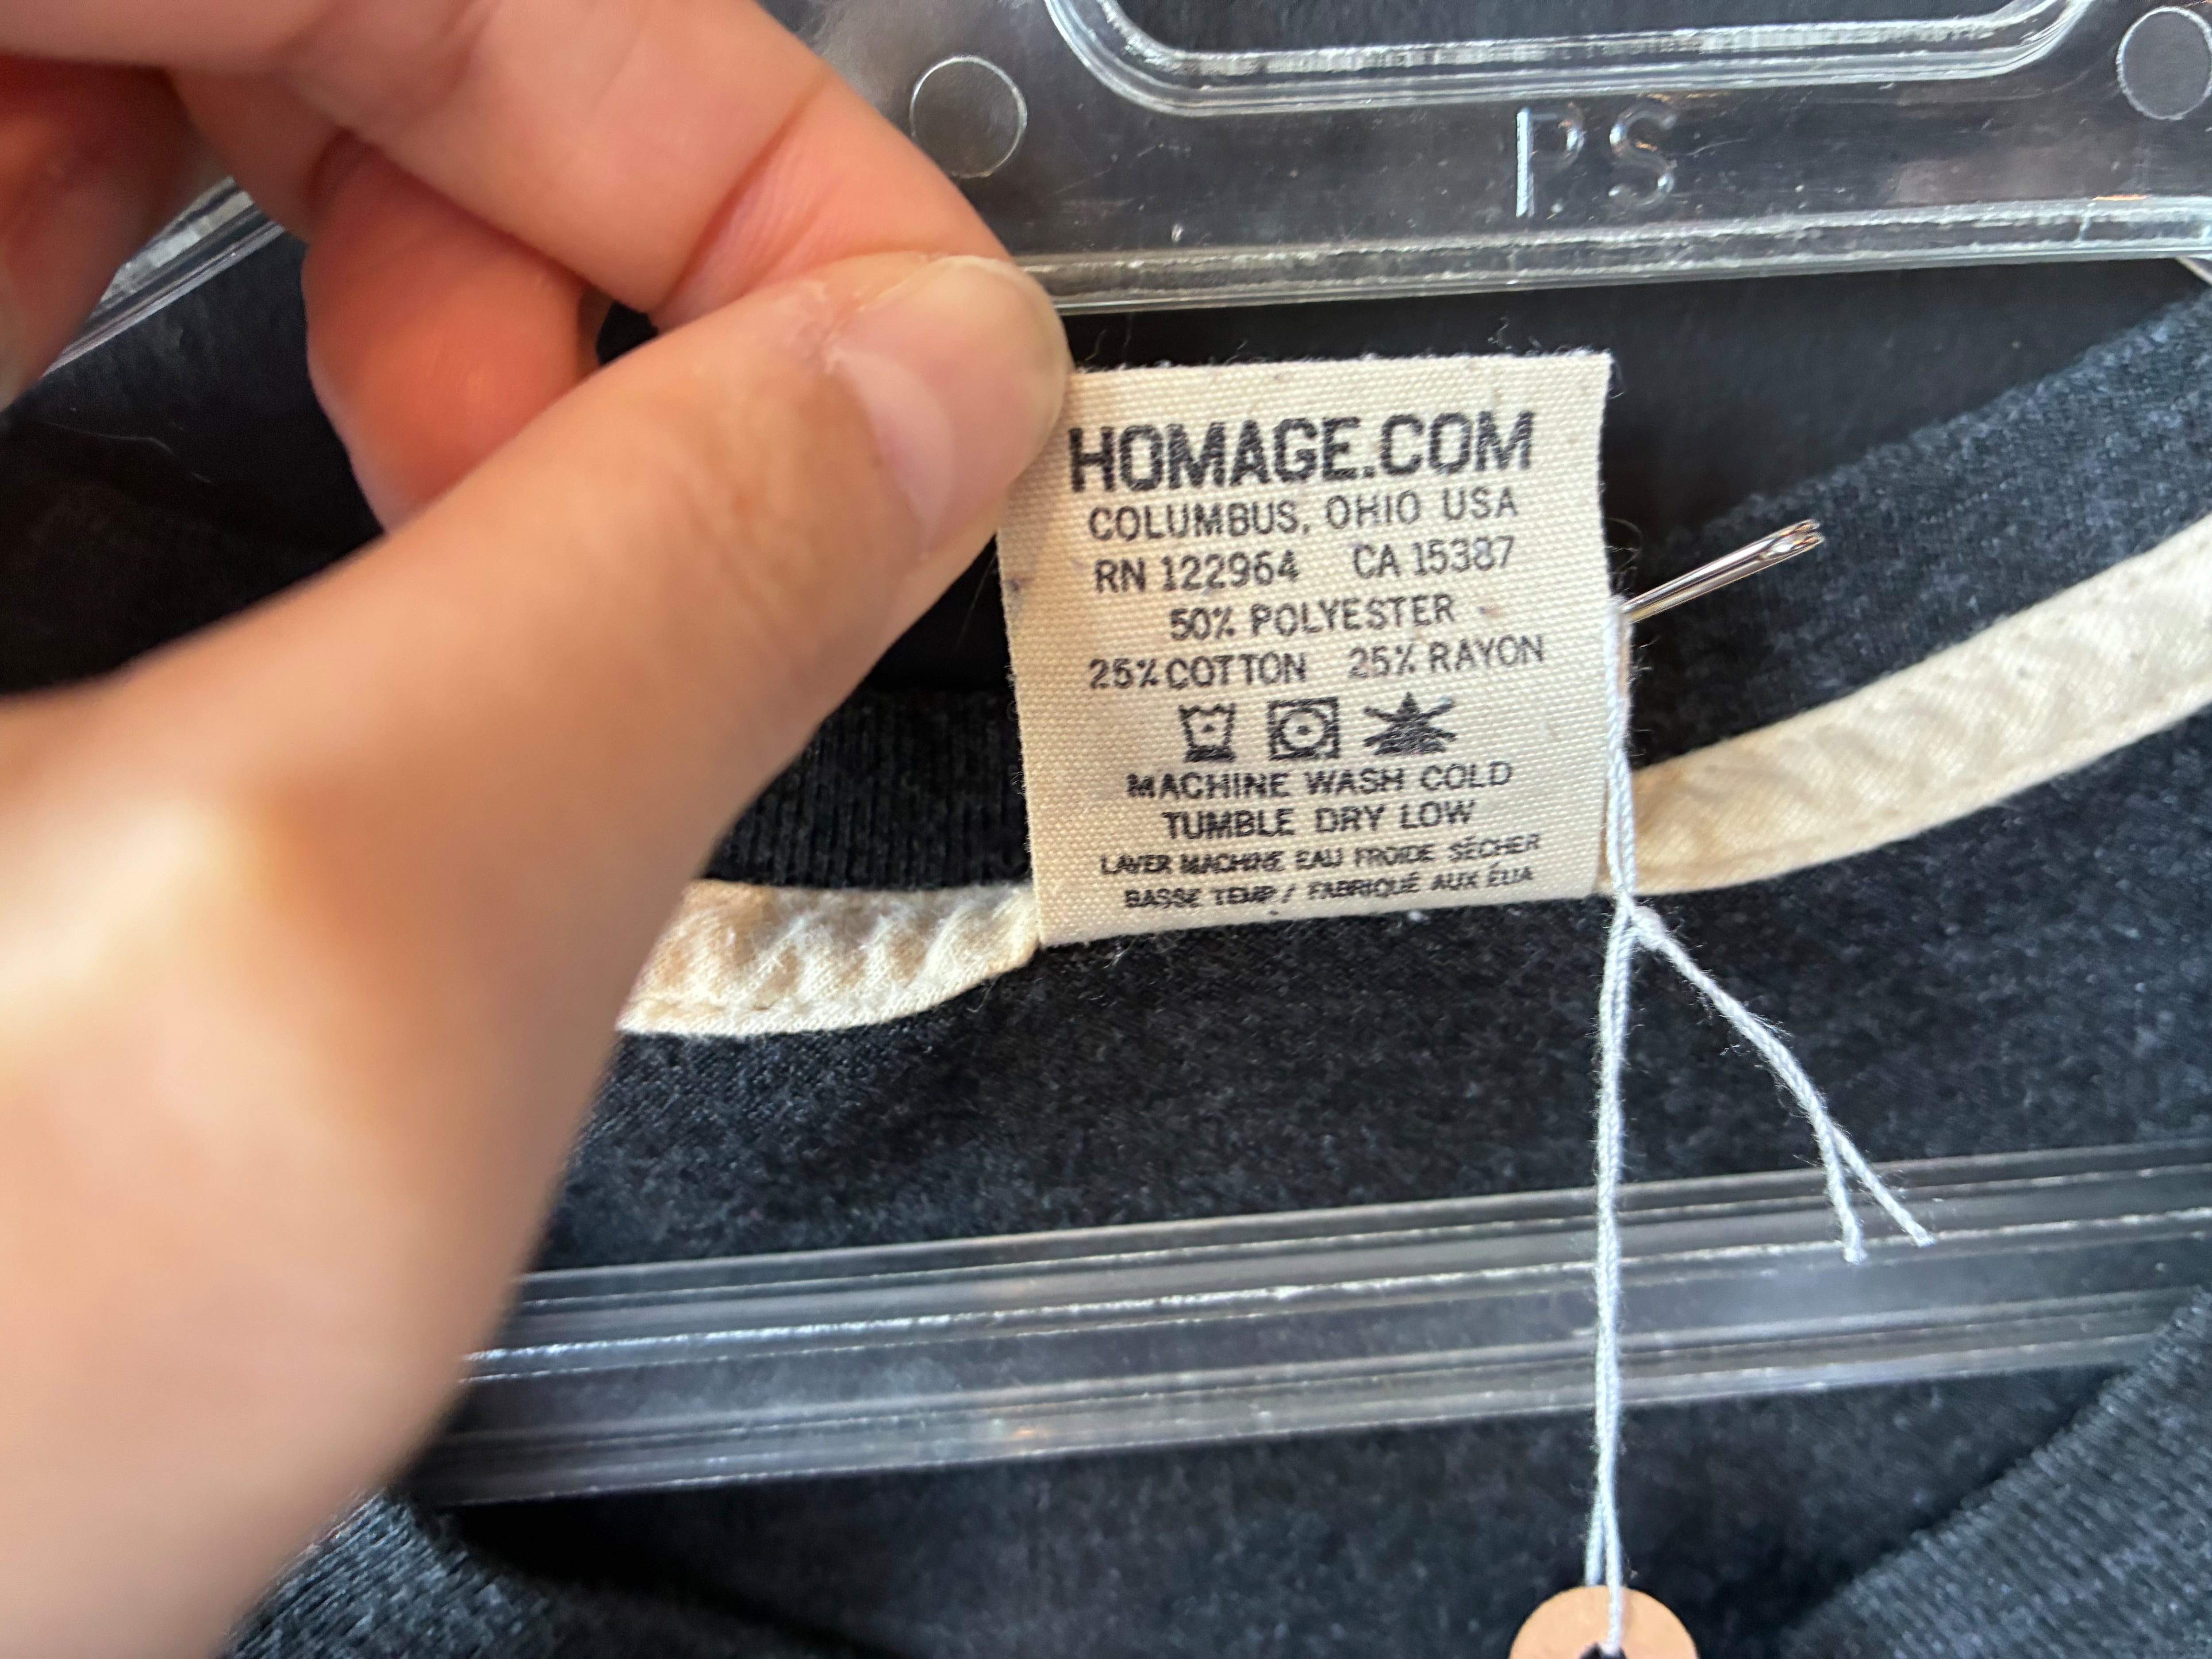 PS
HOMAGE.COM
COLUMBUS, OHIO USA
RN 122964 CA 15387
50% POLYESTER
25% COTTON 25% RAYON
MACHINE WASH COLD
TUMBLE DRY LOW
LAVER MACHINE EAU FROIDE SÉCHER
BASSE TEMP / FABRIQUÉ AUX ÉUA